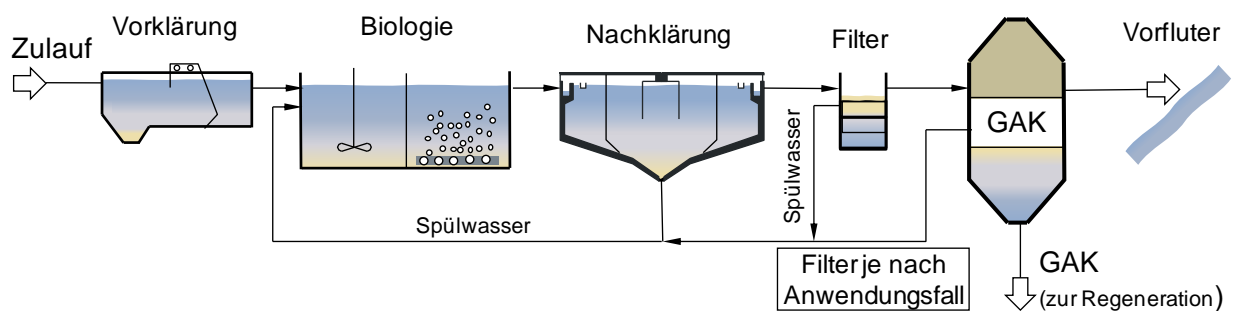 Zulauf
Vorklärung
Biologie
Nachklärung
Filter
Vorfluter
GAK
Spülwasser
Spülwasser
Filter je nach
Anwendungsfall
GAK
(zur Regeneration)